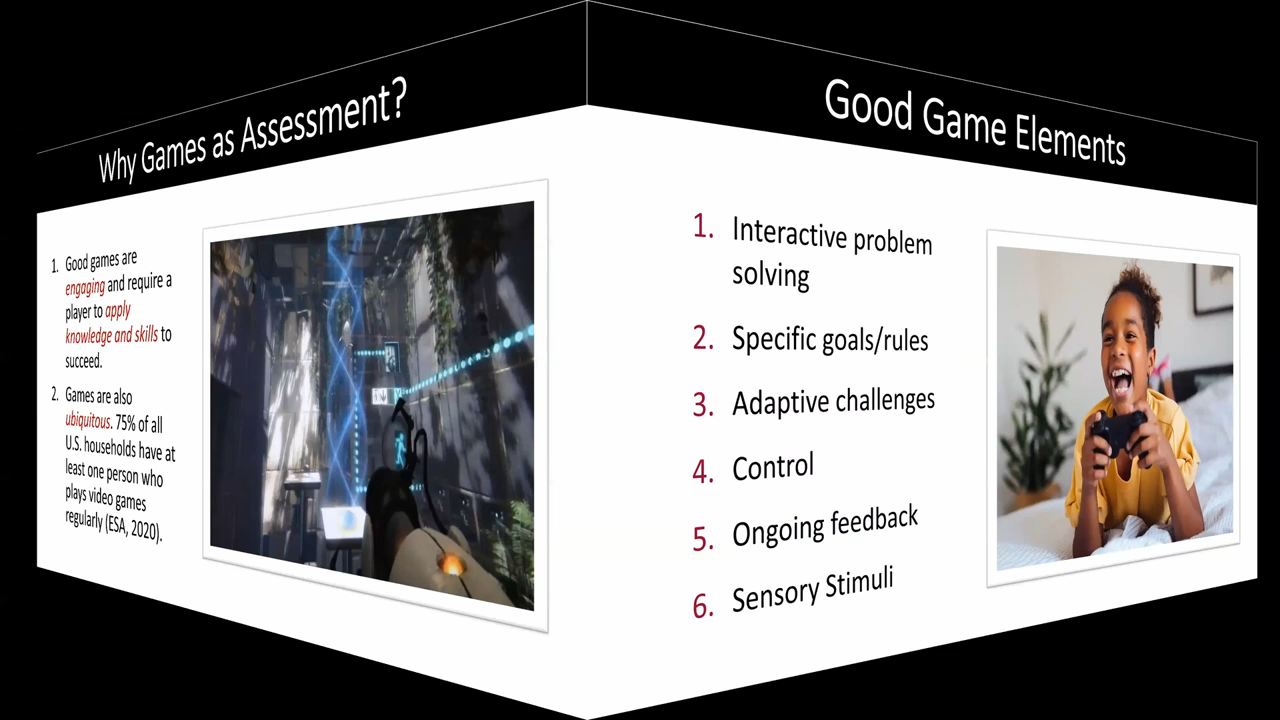 Why Games as Assessment?
1. Good games are
engaging and require a
player to apply
knowledge and skills to
succeed.
2. Games are also
ubiquitous. 75% of all
U.S. households have at
least one person who
plays video games
regularly (ESA, 2020).
Good Game Elements
1. Interactive problem
solving
2. Specific goals/rules
3. Adaptive challenges
4. Control
5. Ongoing feedback
6. Sensory Stimuli